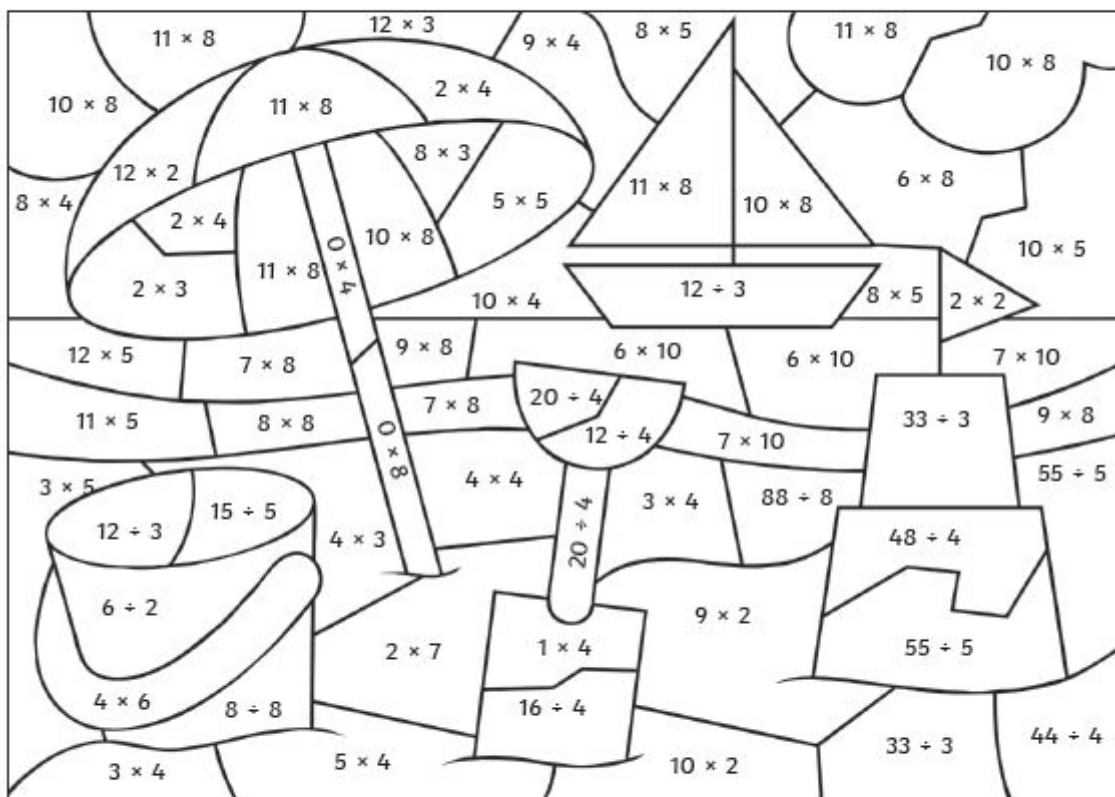 12 × 3
11 × 8
9 × 4
8 × 5
11 × 8
10 × 8
2 × 4
10 × 8
11 × 8
12 × 2
8 × 3
6 × 8
11 × 8
8 × 4
5 × 5
10 × 8
2 × 4
10 × 8
10 × 5
0 × 4
11 × 8
2 × 3
12 ÷ 3
10 × 4
8 × 5
2 × 2
12 × 5
9 × 8
6 × 10
6 × 10
7 × 10
7 × 8
20 ÷ 4
7 × 8
11 × 5
8 × 8
33 ÷ 3
9 × 8
12 ÷ 4
7 × 10
0 × 8
55 ÷ 5
4 × 4
3 × 5
88 ÷ 8
3 × 4
15 ÷ 5
12 ÷ 3
20 ÷ 4
4 × 3
48 ÷ 4
6 ÷ 2
9 × 2
1 × 4
55 ÷ 5
2 × 7
4 × 6
8 ÷ 8
16 ÷ 4
44 ÷ 4
33 ÷ 3
5 × 4
10 × 2
3 × 4